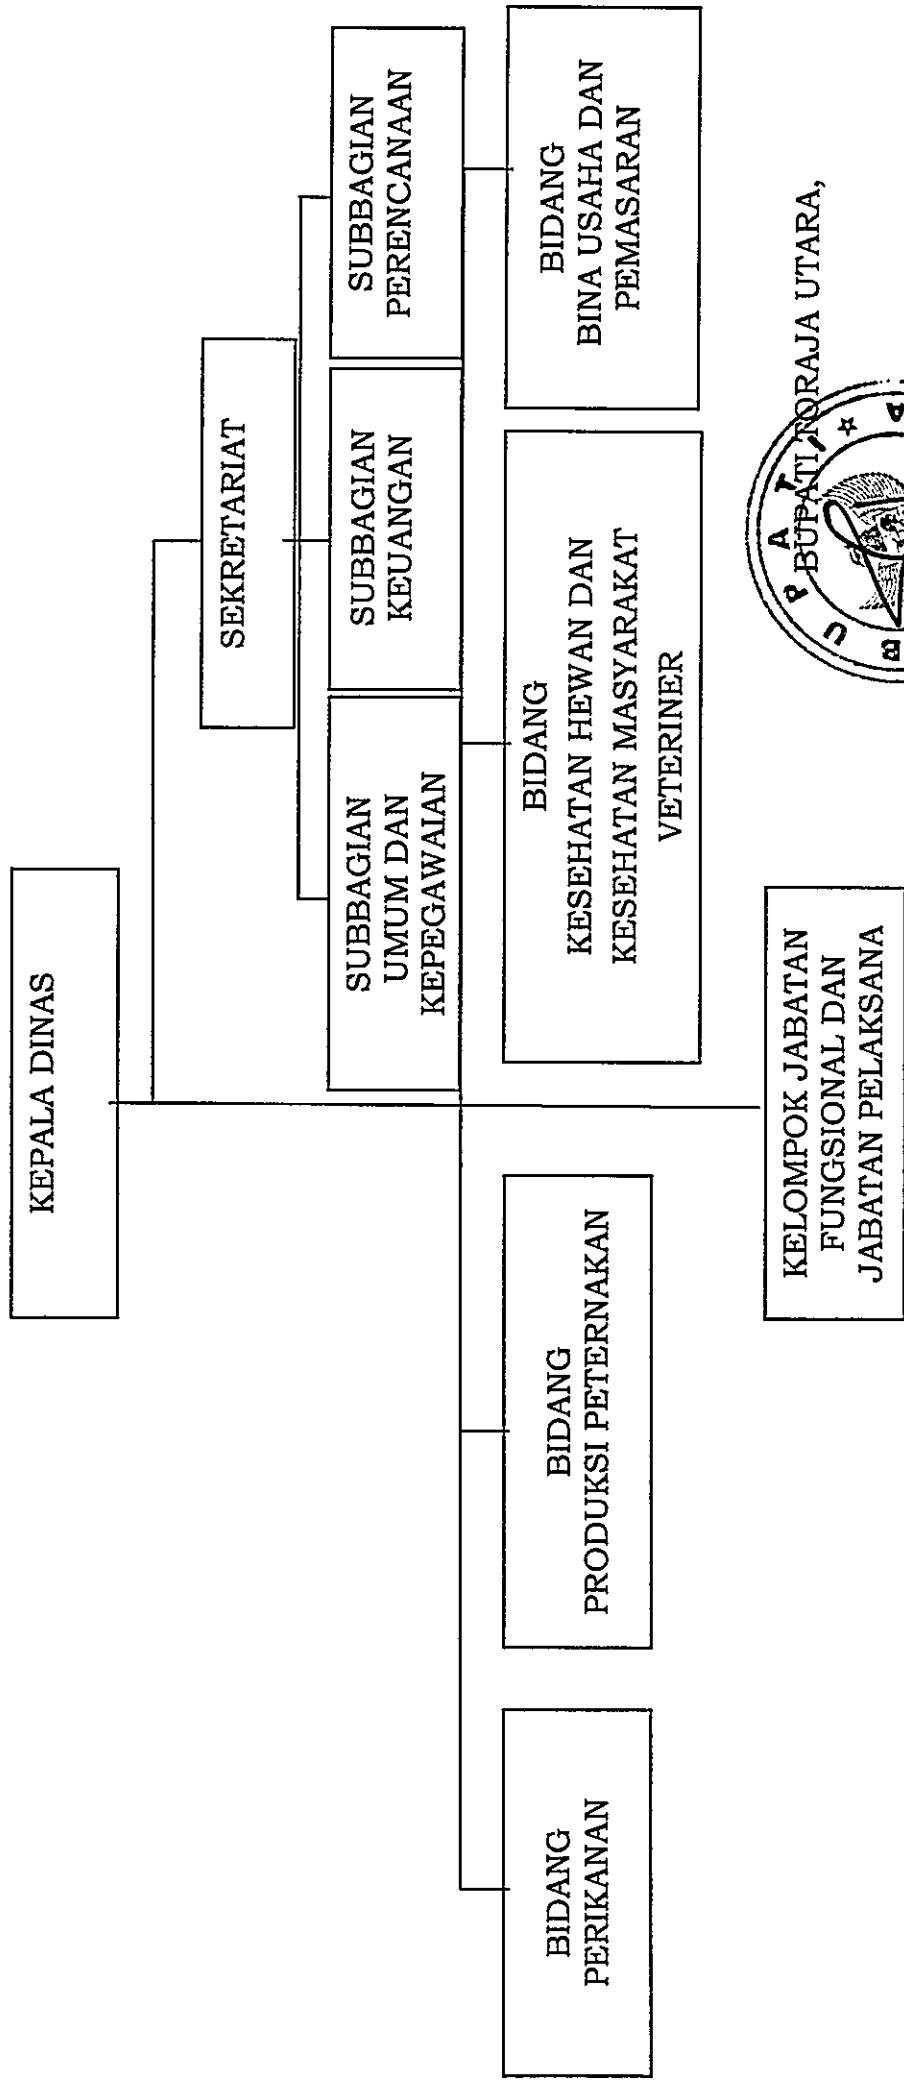 KEPALA DINAS
SEKRETARIAT
SUBBAGIAN
UMUM DAN
KEPEGAWAIAN
SUBBAGIAN
KEUANGAN
SUBBAGIAN
PERENCANAAN
BIDANG
PERIKANAN
BIDANG
PRODUKSI PETERNAKAN
BIDANG
KESEHATAN HEWAN DAN
KESEHATAN MASYARAKAT
VETERINER
BIDANG
BINA USAHA DAN
PEMASARAN
KELOMPOK JABATAN
FUNGSIONAL DAN
JABATAN PELAKSANA
BUPATI TORAJA UTARA,
BUPATI